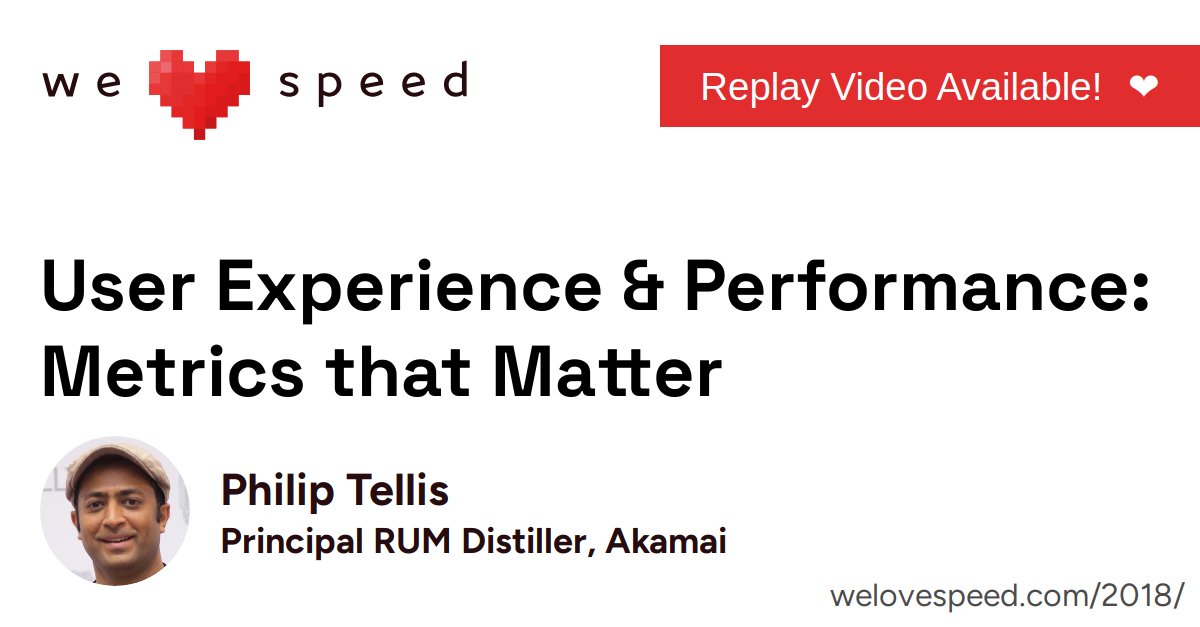 we ❤ speed
Replay Video Available! ❤
User Experience & Performance:
Metrics that Matter
Philip Tellis
Principal RUM Distiller, Akamai
welovespeed.com/2018/